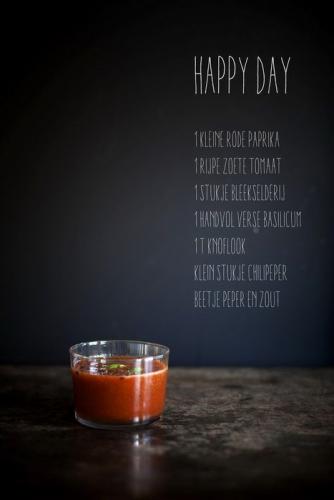 HAPPY DAY
1 KLEINE RODE PAPRIKA
1 RIJPE ZOETE TOMAAT
1 STUKJE BLEEKSELDERIJ
1 HANDVOL VERSE BASILICUM
1 T KNOFLOOK
KLEIN STUKJE CHILIPEPER
BEETJE PEPER EN ZOUT